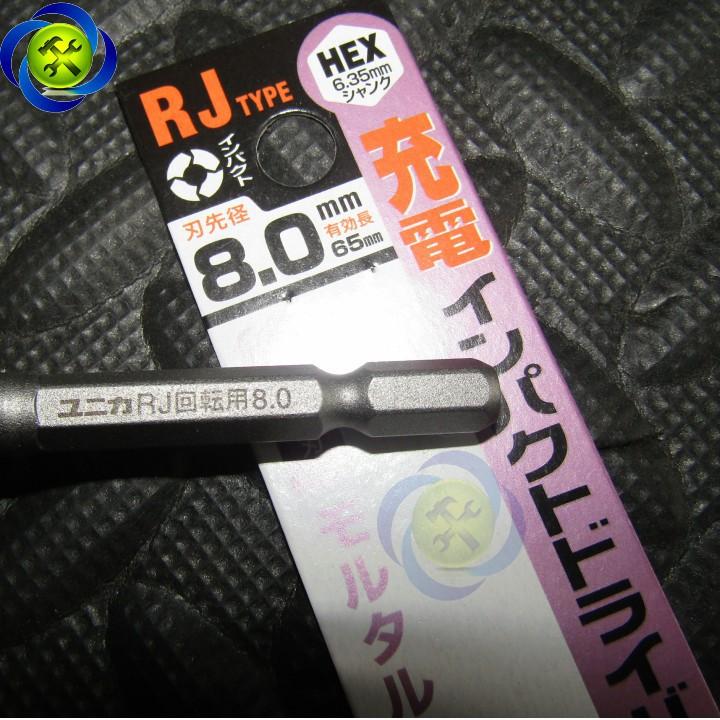 RJ TYPE
HEX
6.35mm
シャンク
インパクト
刃先径
8.0mm
有効長
65mm
充電
インパクトドライバ
ユニカ RJ回転用8.0
モルタル